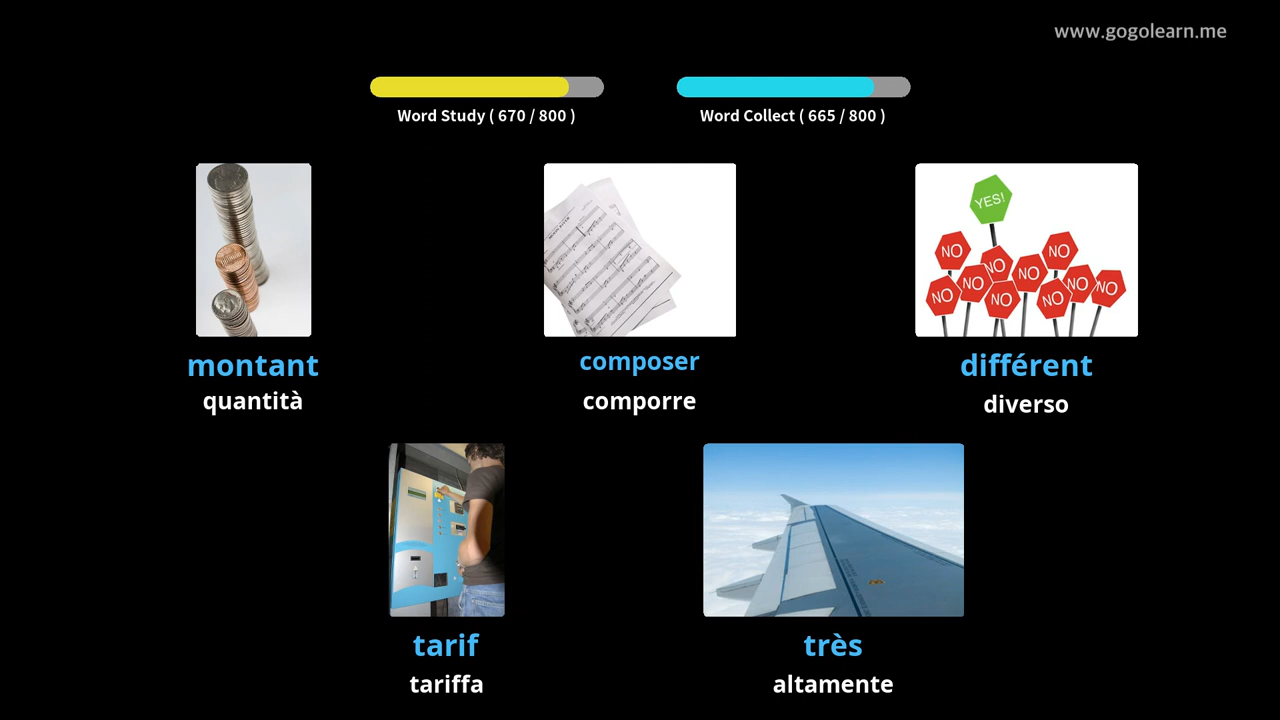 www.gogolearn.me
Word Study ( 670 / 800 )
Word Collect ( 665 / 800 )
YES!
NO
NO
NO
NO
NO
NO
NO
NO
NO
NO
montant
quantità
composer
comporre
différent
diverso
tarif
tariffa
très
altamente